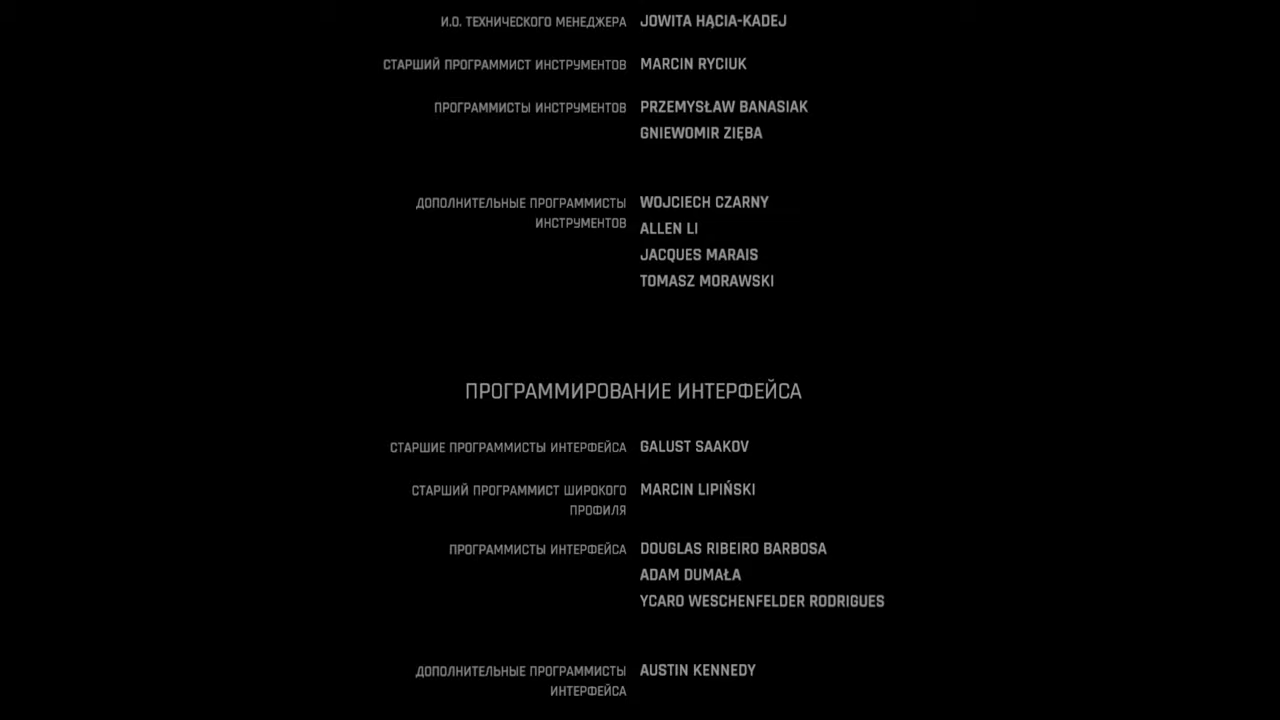 И.О. ТЕХНИЧЕСКОГО МЕНЕДЖЕРА JOWITA HĄCIA-KADEJ
СТАРШИЙ ПРОГРАММИСТ ИНСТРУМЕНТОВ MARCIN RYCIUK
ПРОГРАММИСТЫ ИНСТРУМЕНТОВ PRZEMYSŁAW BANASIAK
GNIEWOMIR ZIĘBA
ДОПОЛНИТЕЛЬНЫЕ ПРОГРАММИСТЫ WOJCIECH CZARNY
ИНСТРУМЕНТОВ ALLEN LI
JACQUES MARAIS
TOMASZ MORAWSKI
ПРОГРАММИРОВАНИЕ ИНТЕРФЕЙСА
СТАРШИЕ ПРОГРАММИСТЫ ИНТЕРФЕЙСА GALUST SAAKOV
СТАРШИЙ ПРОГРАММИСТ ШИРОКОГО MARCIN LIPIŃSKI
ПРОФИЛЯ
ПРОГРАММИСТЫ ИНТЕРФЕЙСА DOUGLAS RIBEIRO BARBOSA
ADAM DUMAŁA
YCARO WESCHENFELDER RODRIGUES
ДОПОЛНИТЕЛЬНЫЕ ПРОГРАММИСТЫ AUSTIN KENNEDY
ИНТЕРФЕЙСА